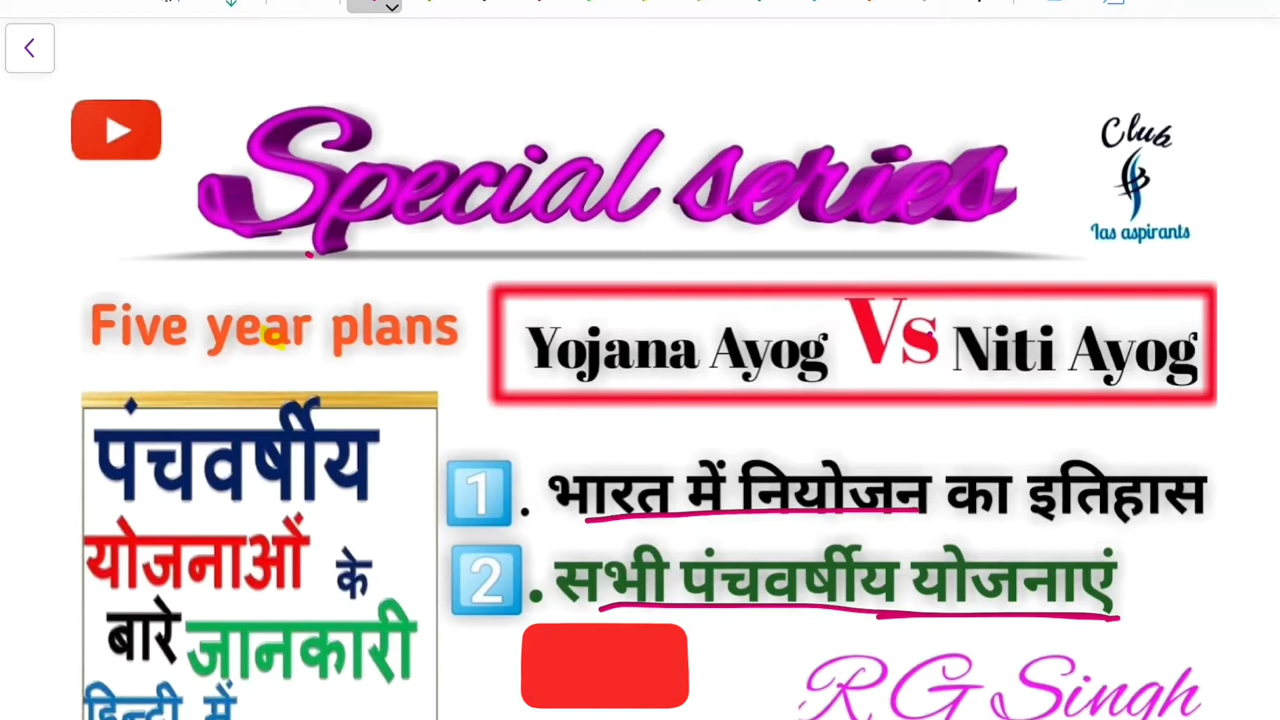 Special series
Club
Ias aspirants
Five year plans
Yojana Ayog Vs Niti Ayog
पंचवर्षीय
योजनाओं के
बारे जानकारी
हिन्दी में
1. भारत में नियोजन का इतिहास
2. सभी पंचवर्षीय योजनाएं
RG Singh